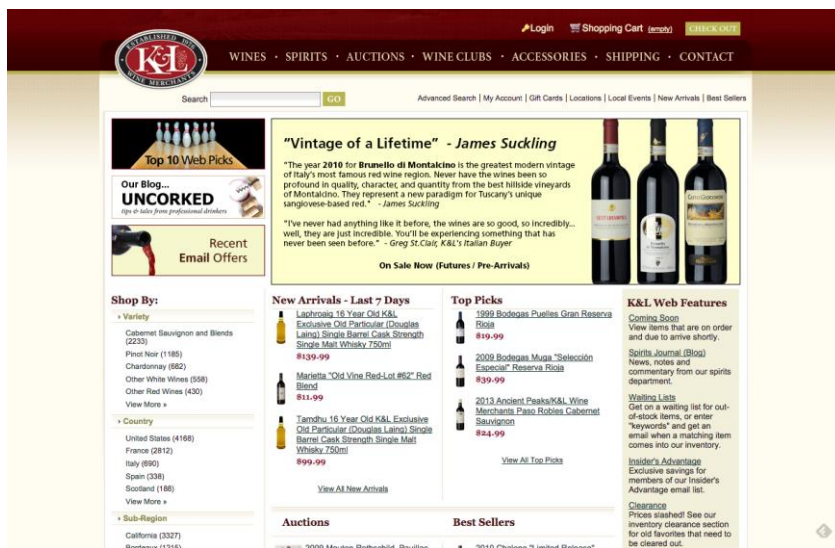 Login Shopping Cart (empty) CHECK OUT
ESTABLISHED 1976
K&L
WINE MERCHANTS
WINES · SPIRITS · AUCTIONS · WINE CLUBS · ACCESSORIES · SHIPPING · CONTACT
Search GO
Advanced Search | My Account | Gift Cards | Locations | Local Events | New Arrivals | Best Sellers
Top 10 Web Picks
Our Blog...
UNCORKED
tips & tales from professional drinkers
Recent
Email Offers
"Vintage of a Lifetime" - James Suckling
"The year 2010 for Brunello di Montalcino is the greatest modern vintage
of Italy's most famous red wine region. Never have the wines been so
profound in quality, character, and quantity from the best hillside vineyards
of Montalcino. They represent a new paradigm for Tuscany's unique
sangiovese-based red." - James Suckling
"I've never had anything like it before, the wines are so good, so incredibly...
well, they are just incredible. You'll be experiencing something that has
never been seen before." - Greg St.Clair, K&L's Italian Buyer
On Sale Now (Futures / Pre-Arrivals)
Shop By:
Variety
Cabernet Sauvignon and Blends
(2233)
Pinot Noir (1185)
Chardonnay (682)
Other White Wines (558)
Other Red Wines (430)
View More »
Country
United States (4168)
France (2812)
Italy (690)
Spain (338)
Scotland (188)
View More »
Sub-Region
California (3327)
Bordeaux (1315)
New Arrivals - Last 7 Days
Laphroaig 16 Year Old K&L
Exclusive Old Particular (Douglas
Laing) Single Barrel Cask Strength
Single Malt Whisky 750ml
$139.99
Marietta "Old Vine Red-Lot #62" Red
Blend
$11.99
Tamdhu 16 Year Old K&L Exclusive
Old Particular (Douglas Laing) Single
Barrel Cask Strength Single Malt
Whisky 750ml
$99.99
View All New Arrivals
Top Picks
1999 Bodegas Puelles Gran Reserva
Rioja
$19.99
2009 Bodegas Muga "Selección
Especial" Reserva Rioja
$39.99
2013 Ancient Peaks/K&L Wine
Merchants Paso Robles Cabernet
Sauvignon
$24.99
View All Top Picks
K&L Web Features
Coming Soon
View items that are on order
and due to arrive shortly.
Spirits Journal (Blog)
News, notes and
commentary from our spirits
department.
Waiting Lists
Get on a waiting list for out-
of-stock items, or enter
"keywords" and get an
email when a matching item
comes into our inventory.
Insider's Advantage
Exclusive savings for
members of our Insider's
Advantage email list.
Clearance
Prices slashed! See our
inventory clearance section
for old favorites that need to
be cleared out.
Auctions
2009 Mouton Rothschild, Pauillac
Best Sellers
2010 Chalone "Limited Release"